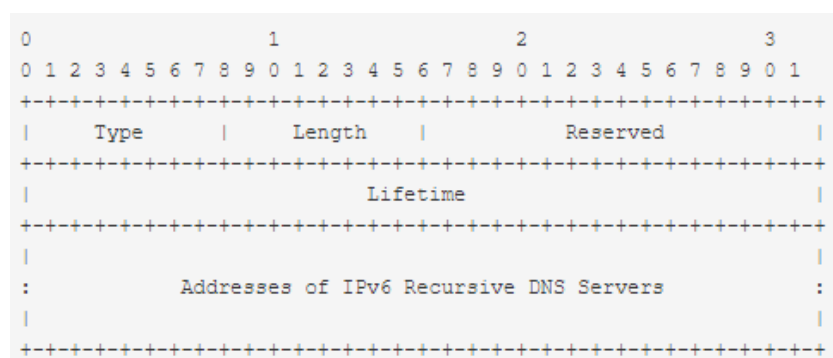 0                   1                   2                   3
0 1 2 3 4 5 6 7 8 9 0 1 2 3 4 5 6 7 8 9 0 1 2 3 4 5 6 7 8 9 0 1
+-+-+-+-+-+-+-+-+-+-+-+-+-+-+-+-+-+-+-+-+-+-+-+-+-+-+-+-+-+-+-+-+
|     Type      |     Length    |           Reserved            |
+-+-+-+-+-+-+-+-+-+-+-+-+-+-+-+-+-+-+-+-+-+-+-+-+-+-+-+-+-+-+-+-+
|                           Lifetime                            |
+-+-+-+-+-+-+-+-+-+-+-+-+-+-+-+-+-+-+-+-+-+-+-+-+-+-+-+-+-+-+-+-+
|                                                               |
:            Addresses of IPv6 Recursive DNS Servers            :
|                                                               |
+-+-+-+-+-+-+-+-+-+-+-+-+-+-+-+-+-+-+-+-+-+-+-+-+-+-+-+-+-+-+-+-+